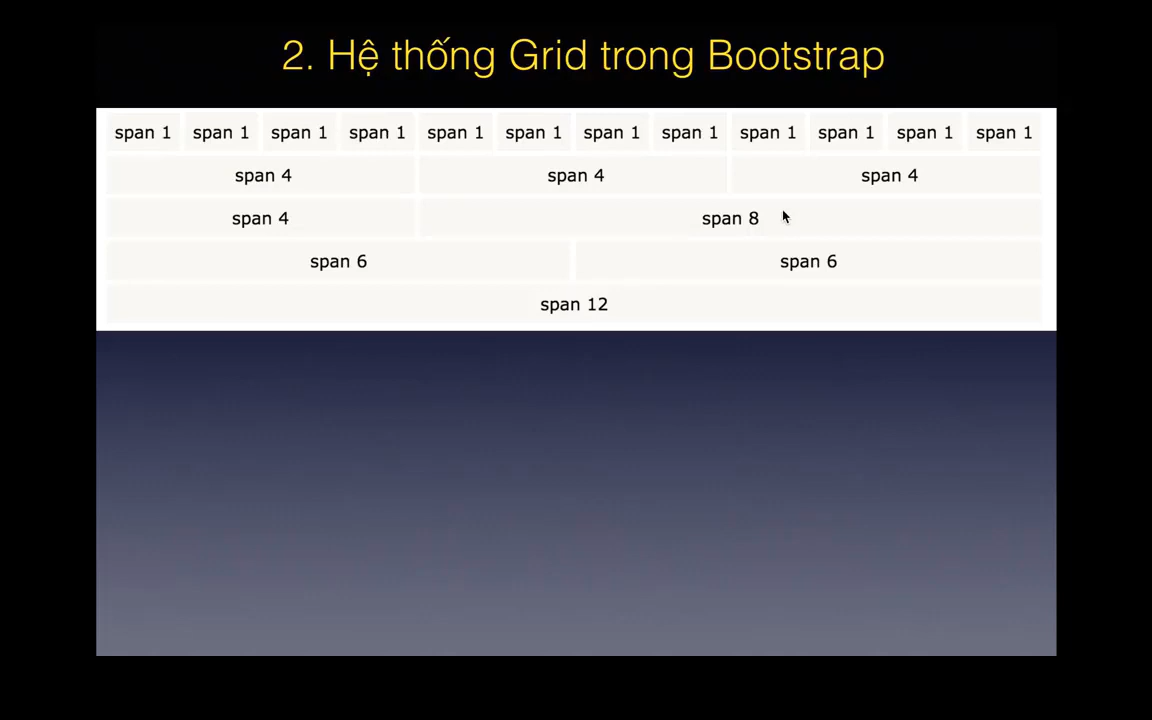 2. Hệ thống Grid trong Bootstrap
span 1 span 1 span 1 span 1 span 1 span 1 span 1 span 1 span 1 span 1 span 1 span 1
span 4 span 4 span 4
span 4 span 8
span 6 span 6
span 12